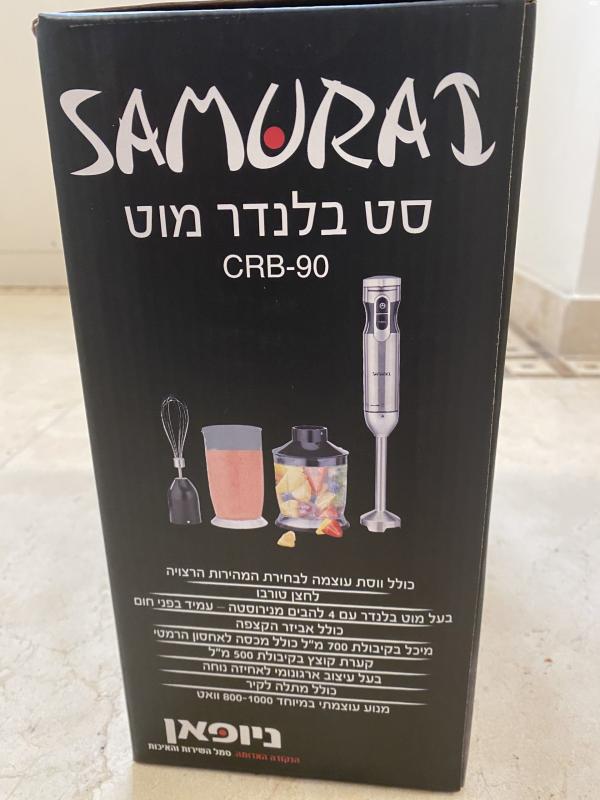 SAMURAI
סט בלנדר מוט
CRB-90
SAMURAI
כולל ווסת עוצמה לבחירת המהירות הרצויה
לחצן טורבו
בעל מוט בלנדר עם 4 להבים מנירוסטה – עמיד בפני חום
כולל אביזר הקצפה
מיכל בקיבולת 700 מ"ל כולל מכסה לאחסון הרמטי
קערת קוצץ בקיבולת 500 מ"ל
בעל עיצוב ארגונומי לאחיזה נוחה
כולל מתלה לקיר
מנוע עוצמתי במיוחד 800-1000 וואט
ניופאן
הנקודה האדומה. סמל השירות והאיכות